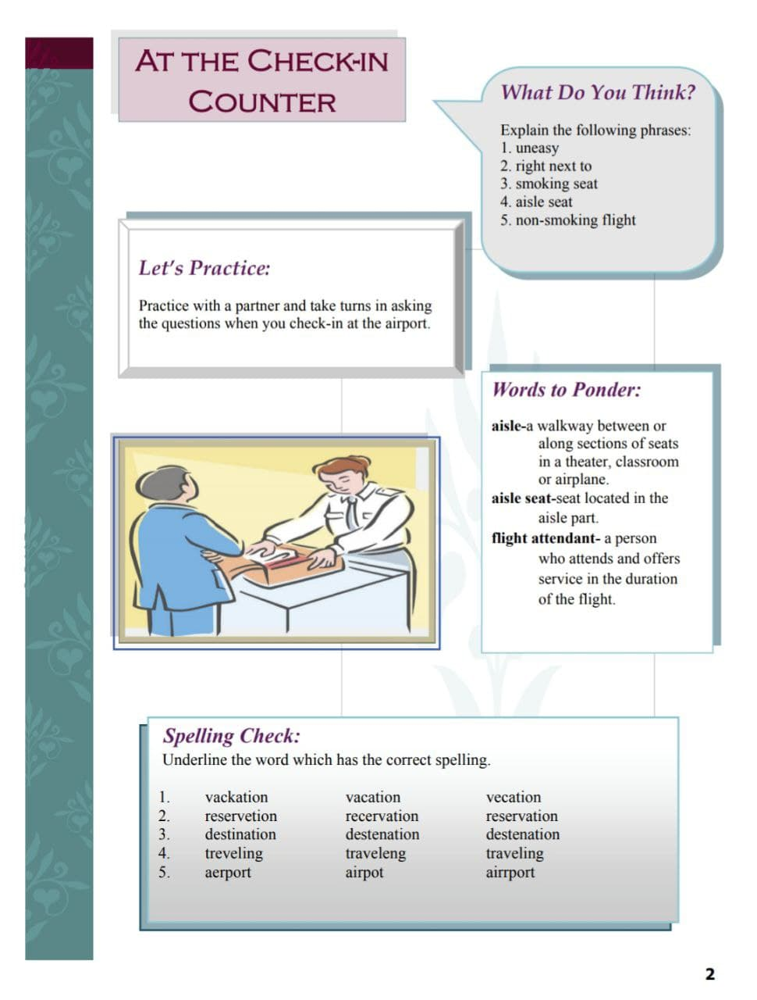 AT THE CHECK-IN
COUNTER
What Do You Think?
Explain the following phrases:
1. uneasy
2. right next to
3. smoking seat
4. aisle seat
5. non-smoking flight
Let's Practice:
Practice with a partner and take turns in asking
the questions when you check-in at the airport.
Words to Ponder:
aisle-a walkway between or
along sections of seats
in a theater, classroom
or airplane.
aisle seat-seat located in the
aisle part.
flight attendant- a person
who attends and offers
service in the duration
of the flight.
Spelling Check:
Underline the word which has the correct spelling.
1. vackation vacation vecation
2. reservetion recervation reservation
3. destination destenation destenation
4. treveling traveleng traveling
5. aerport airpot airrport
2